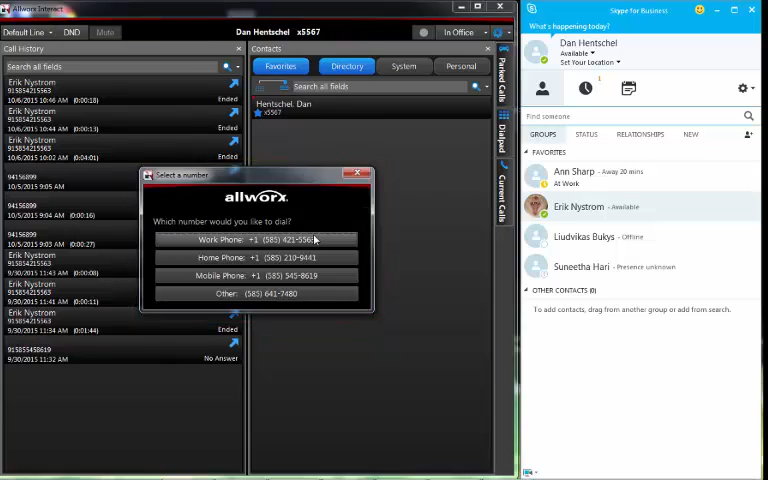 Allworx Interact
Default Line
DND
Mute
Dan Hentschel x5567
In Office
Call History
Search all fields
Erik Nystrom
915854215563
10/6/2015 10:46 AM (0:00:18)
Ended
Erik Nystrom
915854215563
10/6/2015 10:44 AM (0:00:13)
Ended
Erik Nystrom
915854215563
10/6/2015 10:02 AM (0:04:01)
94156899
10/5/2015 9:05 AM
94156899
10/5/2015 9:04 AM (0:00:16)
94156899
10/5/2015 9:03 AM (0:00:27)
Erik Nystrom
915854215563
9/30/2015 11:43 AM (0:00:08)
Erik Nystrom
915854215563
9/30/2015 11:41 AM (0:00:11)
Erik Nystrom
915854215563
9/30/2015 11:34 AM (0:01:44)
Ended
915855458619
9/30/2015 11:32 AM
No Answer
Contacts
Favorites
Directory
System
Personal
Search all fields
Hentschel, Dan
x5567
Parked Calls
Dialpad
Current Calls
Select a number
allworx.
Which number would you like to dial?
Work Phone: +1 (585) 421-556
Home Phone: +1 (585) 210-9441
Mobile Phone: +1 (585) 545-8619
Other: (585) 641-7480
Skype for Business
What's happening today?
Dan Hentschel
Available
Set Your Location
1
Find someone
GROUPS
STATUS
RELATIONSHIPS
NEW
FAVORITES
Ann Sharp - Away 20 mins
At Work
Erik Nystrom - Available
Liudvikas Bukys - Offline
Suneetha Hari - Presence unknown
OTHER CONTACTS (0)
To add contacts, drag from another group or add from search.